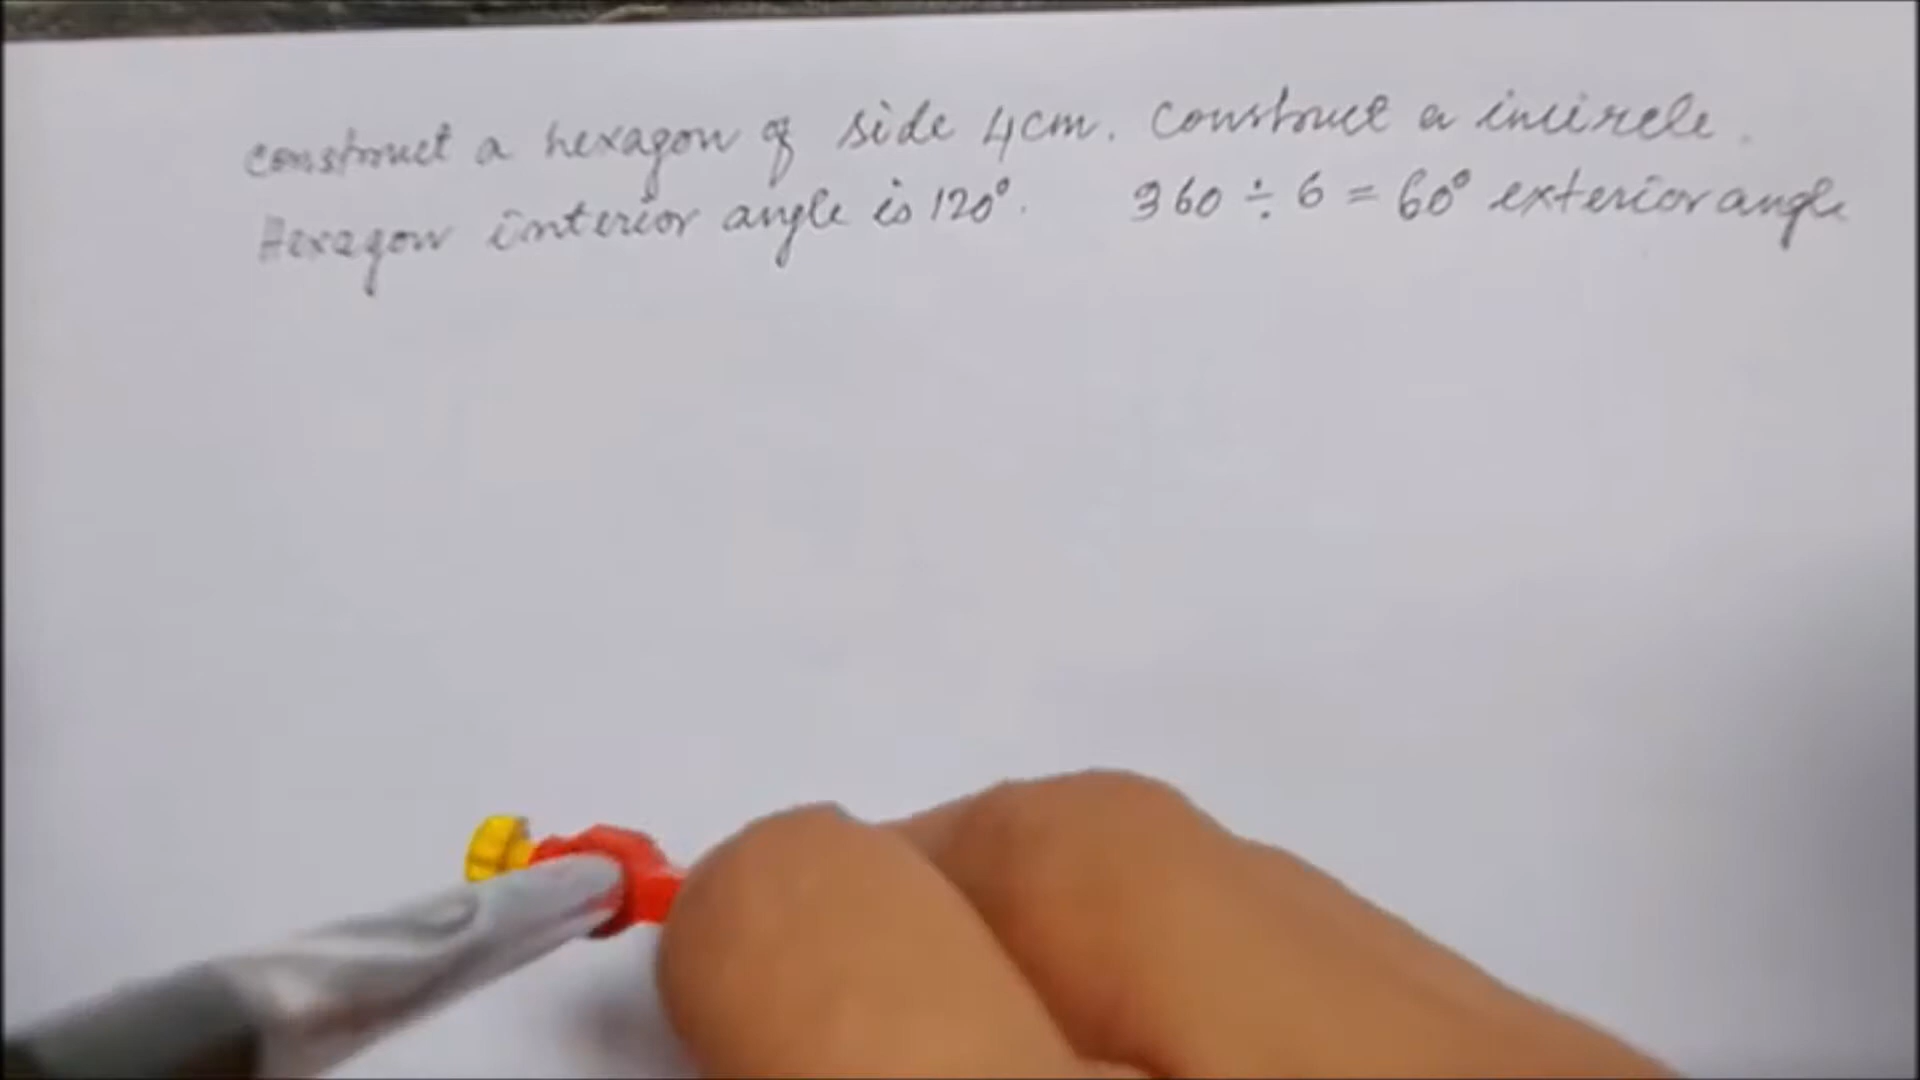 construct a hexagon of side 4cm. Construct a incircle.
Hexagon interior angle is 120°. 360 ÷ 6 = 60° exterior angle